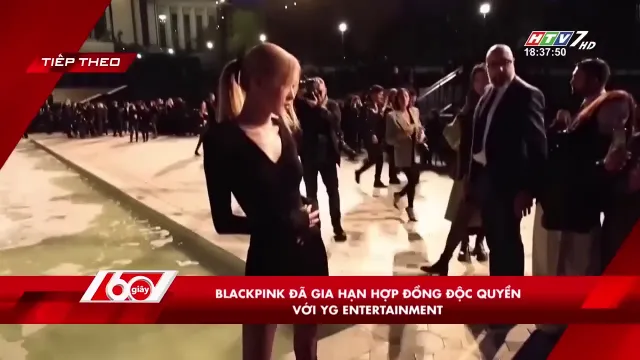 HTV7 HD
18:37:50
TIẾP THEO
60 giây
BLACKPINK ĐÃ GIA HẠN HỢP ĐỒNG ĐỘC QUYỀN
VỚI YG ENTERTAINMENT